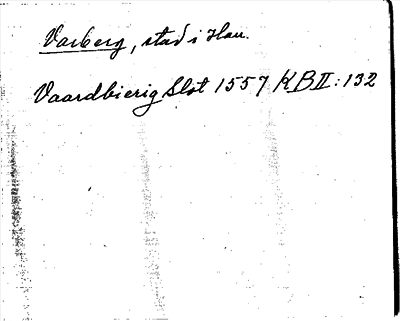 Varberg, stad i Hall.
Vaardbierig Slot 1557 KB II: 132